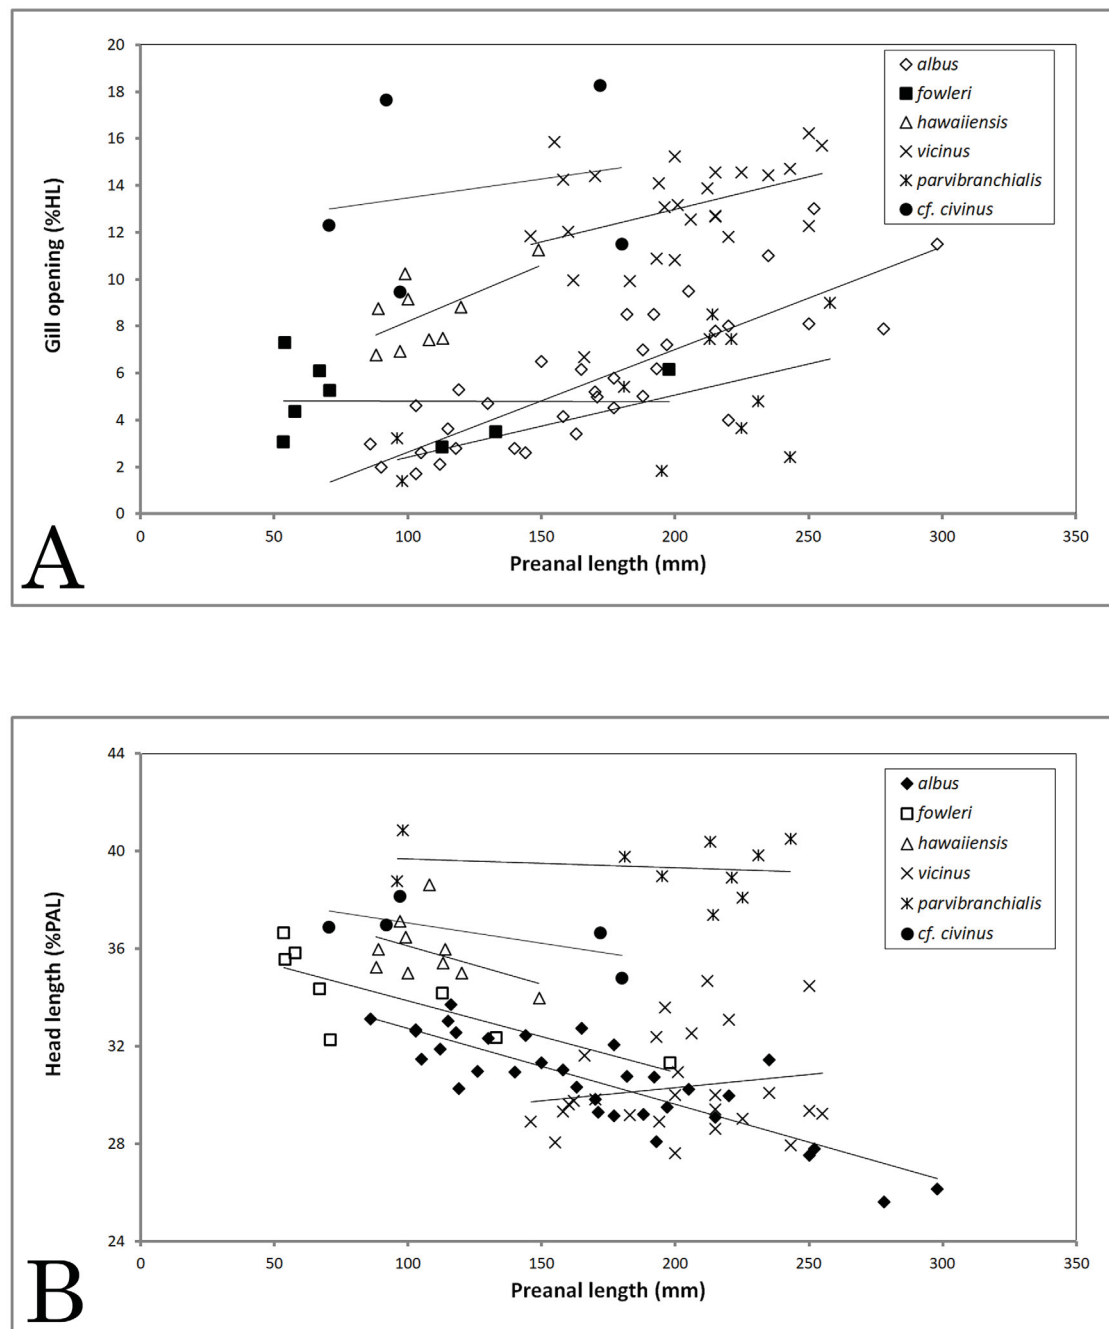 20
18
16
14
12
10
8
6
4
2
0
Gill opening (%HL)
albus
fowleri
hawaiiensis
vicinus
parvibranchialis
cf. civinus
0 50 100 150 200 250 300 350
Preanal length (mm)
A
44
40
36
32
28
24
Head length (%PAL)
albus
fowleri
hawaiiensis
vicinus
parvibranchialis
cf. civinus
0 50 100 150 200 250 300 350
Preanal length (mm)
B